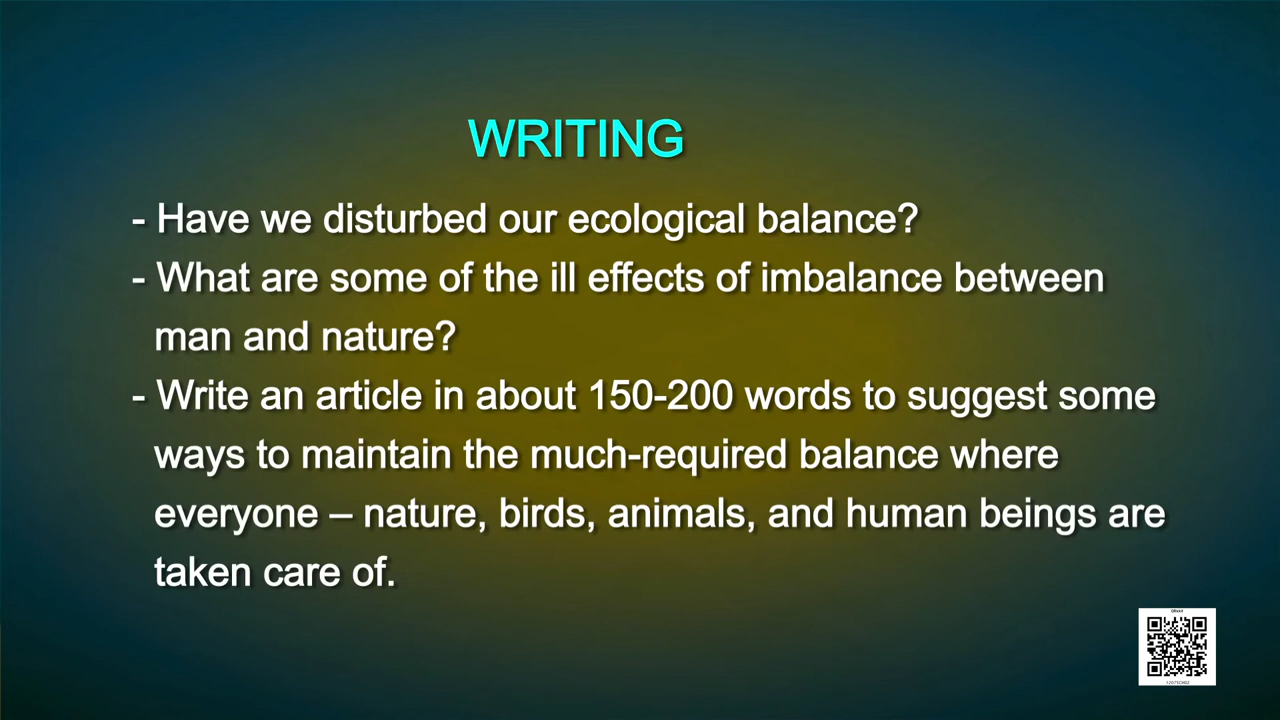 WRITING
- Have we disturbed our ecological balance?
- What are some of the ill effects of imbalance between
man and nature?
- Write an article in about 150-200 words to suggest some
ways to maintain the much-required balance where
everyone – nature, birds, animals, and human beings are
taken care of.